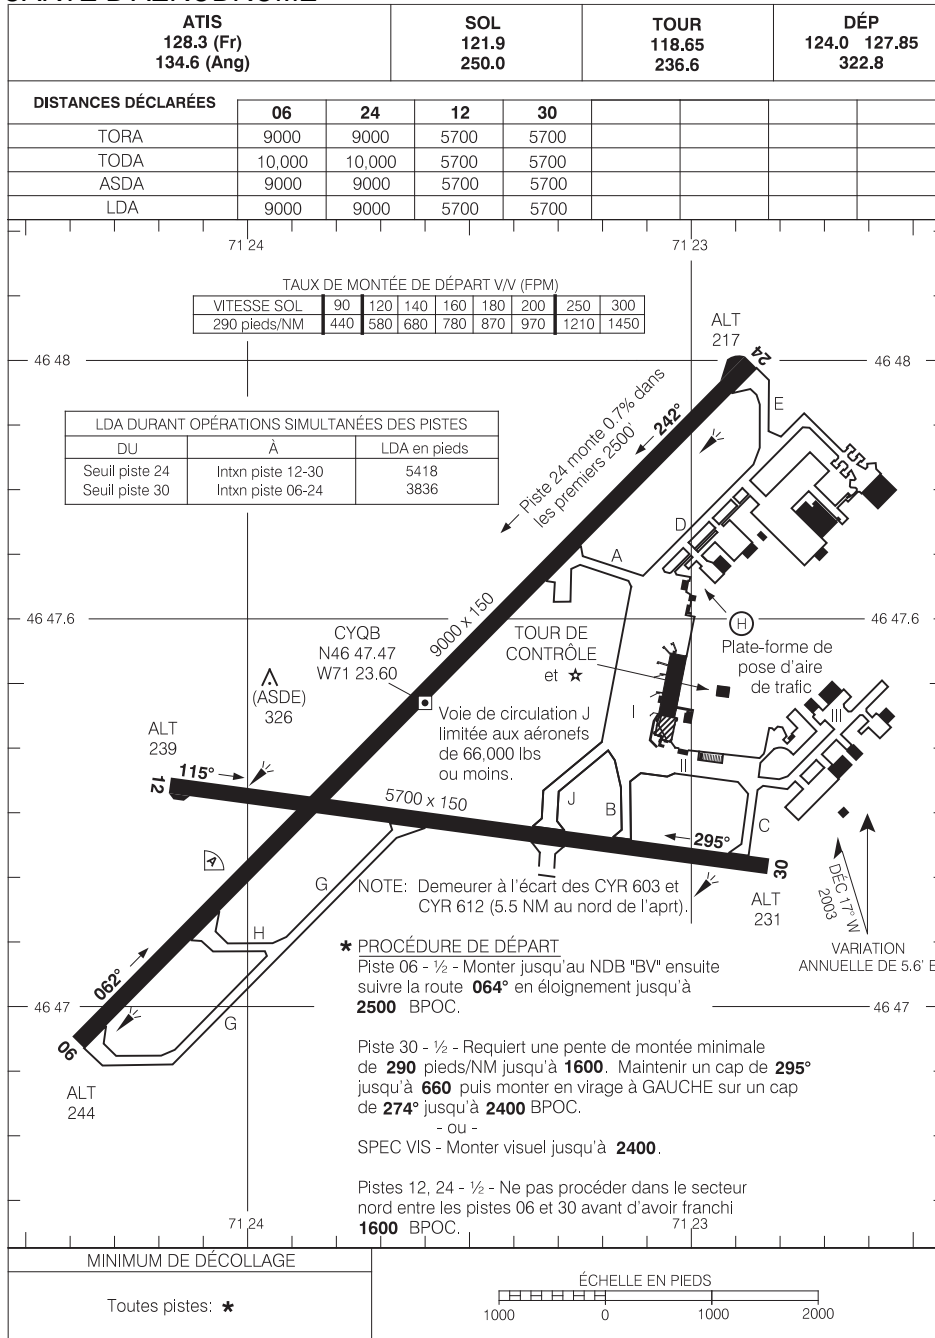 ATIS
128.3 (Fr)
134.6 (Ang)
SOL
121.9
250.0
TOUR
118.65
236.6
DÉP
124.0 127.85
322.8
DISTANCES DÉCLARÉES 06 24 12 30
TORA 9000 9000 5700 5700
TODA 10,000 10,000 5700 5700
ASDA 9000 9000 5700 5700
LDA 9000 9000 5700 5700
71 24 71 23
TAUX DE MONTÉE DE DÉPART V/V (FPM)
VITESSE SOL 90 120 140 160 180 200 250 300
290 pieds/NM 440 580 680 780 870 970 1210 1450
ALT
217
24
46 48 46 48
E
LDA DURANT OPÉRATIONS SIMULTANÉES DES PISTES
DU À LDA en pieds
Seuil piste 24 Intxn piste 12-30 5418
Seuil piste 30 Intxn piste 06-24 3836
242°
Piste 24 monte 0.7% dans
les premiers 2500'
D
A
46 47.6 46 47.6
9000 x 150
CYQB
N46 47.47
W71 23.60
TOUR DE
CONTRÔLE
et ☆
H
Plate-forme de
pose d'aire
de trafic
(ASDE)
326
I
III
Voie de circulation J
limitée aux aéronefs
de 66,000 lbs
ou moins.
ALT
239
II
12
115°
5700 x 150
J
B
C
295°
30
A
G
NOTE: Demeurer à l'écart des CYR 603 et
CYR 612 (5.5 NM au nord de l'aprt).
ALT
231
DÉC 17° W
2003
VARIATION
ANNUELLE DE 5.6' E
H
* PROCÉDURE DE DÉPART
Piste 06 - ½ - Monter jusqu'au NDB "BV" ensuite
suivre la route 064° en éloignement jusqu'à
2500 BPOC.
062°
46 47 46 47
G
06
ALT
244
Piste 30 - ½ - Requiert une pente de montée minimale
de 290 pieds/NM jusqu'à 1600. Maintenir un cap de 295°
jusqu'à 660 puis monter en virage à GAUCHE sur un cap
de 274° jusqu'à 2400 BPOC.
- ou -
SPEC VIS - Monter visuel jusqu'à 2400.
Pistes 12, 24 - ½ - Ne pas procéder dans le secteur
nord entre les pistes 06 et 30 avant d'avoir franchi
1600 BPOC.
71 24 71 23
MINIMUM DE DÉCOLLAGE
Toutes pistes: *
ÉCHELLE EN PIEDS
1000 0 1000 2000